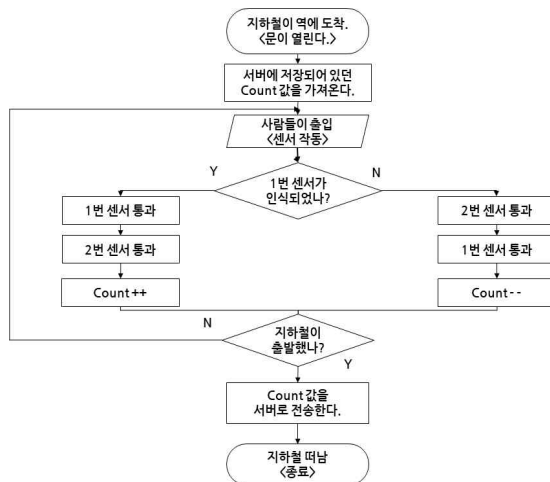 지하철이 역에 도착.
<문이 열린다.>
서버에 저장되어 있던
Count 값을 가져온다.
사람들이 출입
<센서 작동>
Y
N
1번 센서가
인식되었나?
1번 센서 통과
2번 센서 통과
2번 센서 통과
1번 센서 통과
Count ++
Count - -
N
지하철이
출발했나?
Y
Count 값을
서버로 전송한다.
지하철 떠남
<종료>